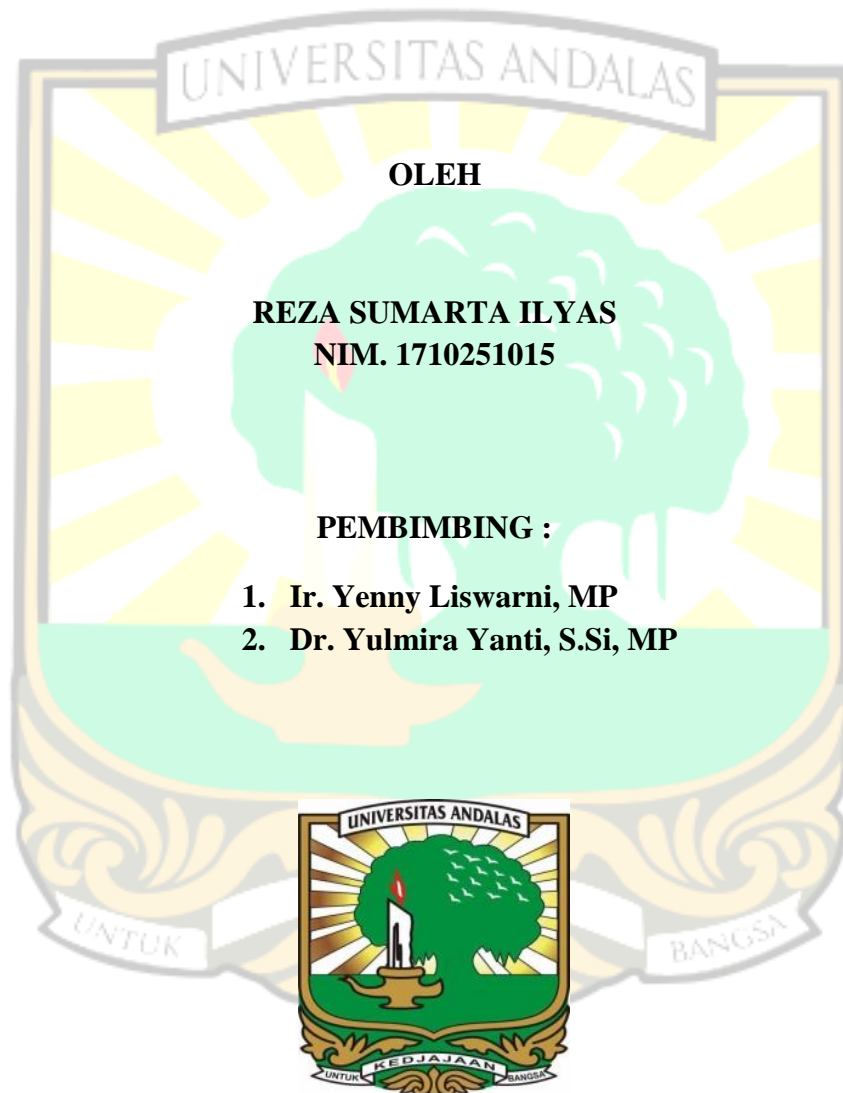 UNIVERSITAS ANDALAS
OLEH
REZA SUMARTA ILYAS
NIM. 1710251015
PEMBIMBING :
1. Ir. Yenny Liswarni, MP
2. Dr. Yulmira Yanti, S.Si, MP
UNIVERSITAS ANDALAS
UNTUK
BANGSA
UNTUK KEDJAJAAN BANGSA